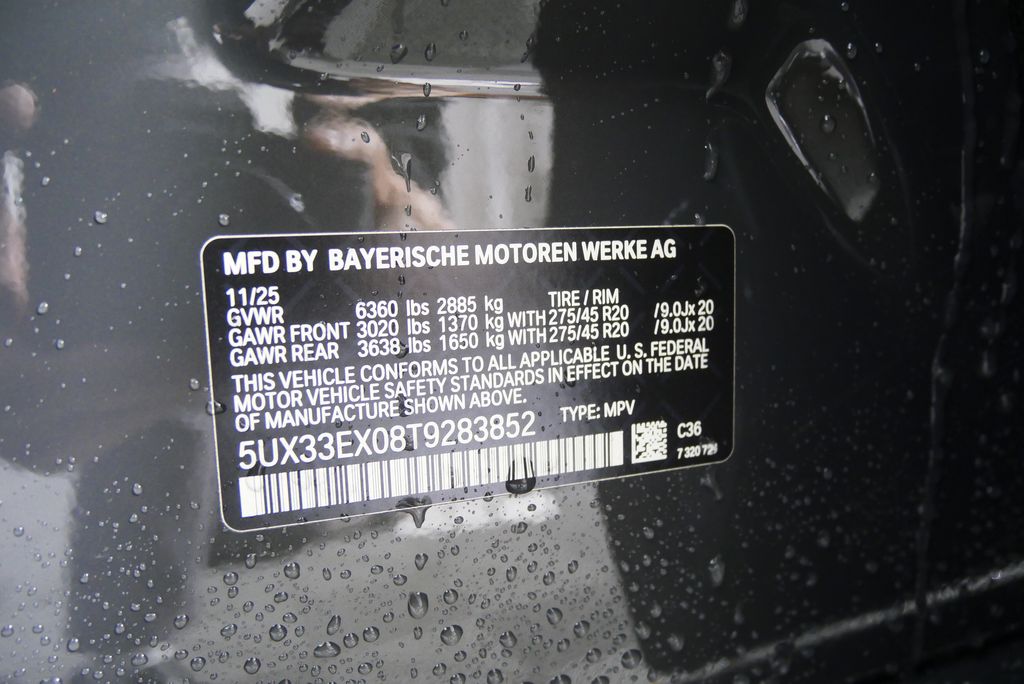 MFD BY BAYERISCHE MOTOREN WERKE AG
11/25 TIRE / RIM
GVWR 6360 lbs 2885 kg
GAWR FRONT 3020 lbs 1370 kg WITH 275/45 R20 /9.0Jx 20
GAWR REAR 3638 lbs 1650 kg WITH 275/45 R20 /9.0Jx 20
THIS VEHICLE CONFORMS TO ALL APPLICABLE U. S. FEDERAL
MOTOR VEHICLE SAFETY STANDARDS IN EFFECT ON THE DATE
OF MANUFACTURE SHOWN ABOVE.
5UX33EX08T9283852 TYPE: MPV
C36
7 320